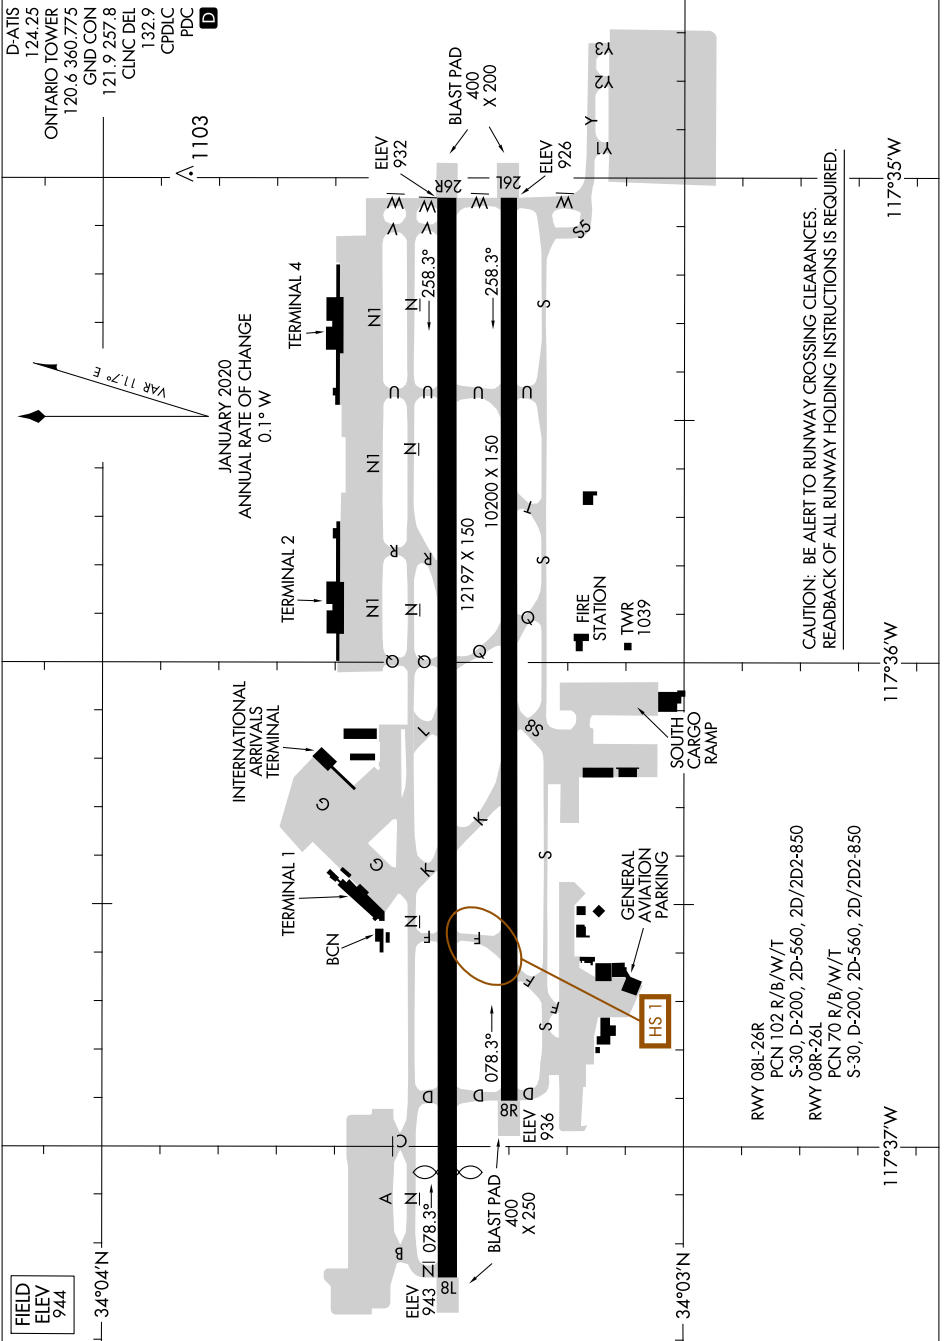 D-ATIS
124.25
ONTARIO TOWER
120.6 360.775
GND CON
121.9 257.8
CLNC DEL
132.9
CPDLC
PDC
D
1103
VAR 11.7° E
JANUARY 2020
ANNUAL RATE OF CHANGE
0.1° W
FIELD
ELEV
944
34°04'N
34°03'N
117°35'W
117°36'W
117°37'W
BLAST PAD
400
X 200
ELEV
932
ELEV
926
26R
26L
Y3
Y2
Y
Y1
W
W
W
W
V
V
S5
TERMINAL 4
N1
N
258.3°
258.3°
S
U
U
U
U
N1
N
12197 X 150
10200 X 150
T
S
R
R
TERMINAL 2
N1
N
Q
Q
Q
Q
FIRE
STATION
TWR
1039
INTERNATIONAL
ARRIVALS
TERMINAL
L
S8
SOUTH
CARGO
RAMP
G
G
K
K
S
TERMINAL 1
BCN
N
F
F
F
F
S
GENERAL
AVIATION
PARKING
HS 1
078.3°
D
D
D
8R
ELEV
936
C
A
N
B
N
078.3°
ELEV
943
8L
BLAST PAD
400
X 250
CAUTION: BE ALERT TO RUNWAY CROSSING CLEARANCES.
READBACK OF ALL RUNWAY HOLDING INSTRUCTIONS IS REQUIRED.
RWY 08L-26R
PCN 102 R/B/W/T
S-30, D-200, 2D-560, 2D/2D2-850
RWY 08R-26L
PCN 70 R/B/W/T
S-30, D-200, 2D-560, 2D/2D2-850